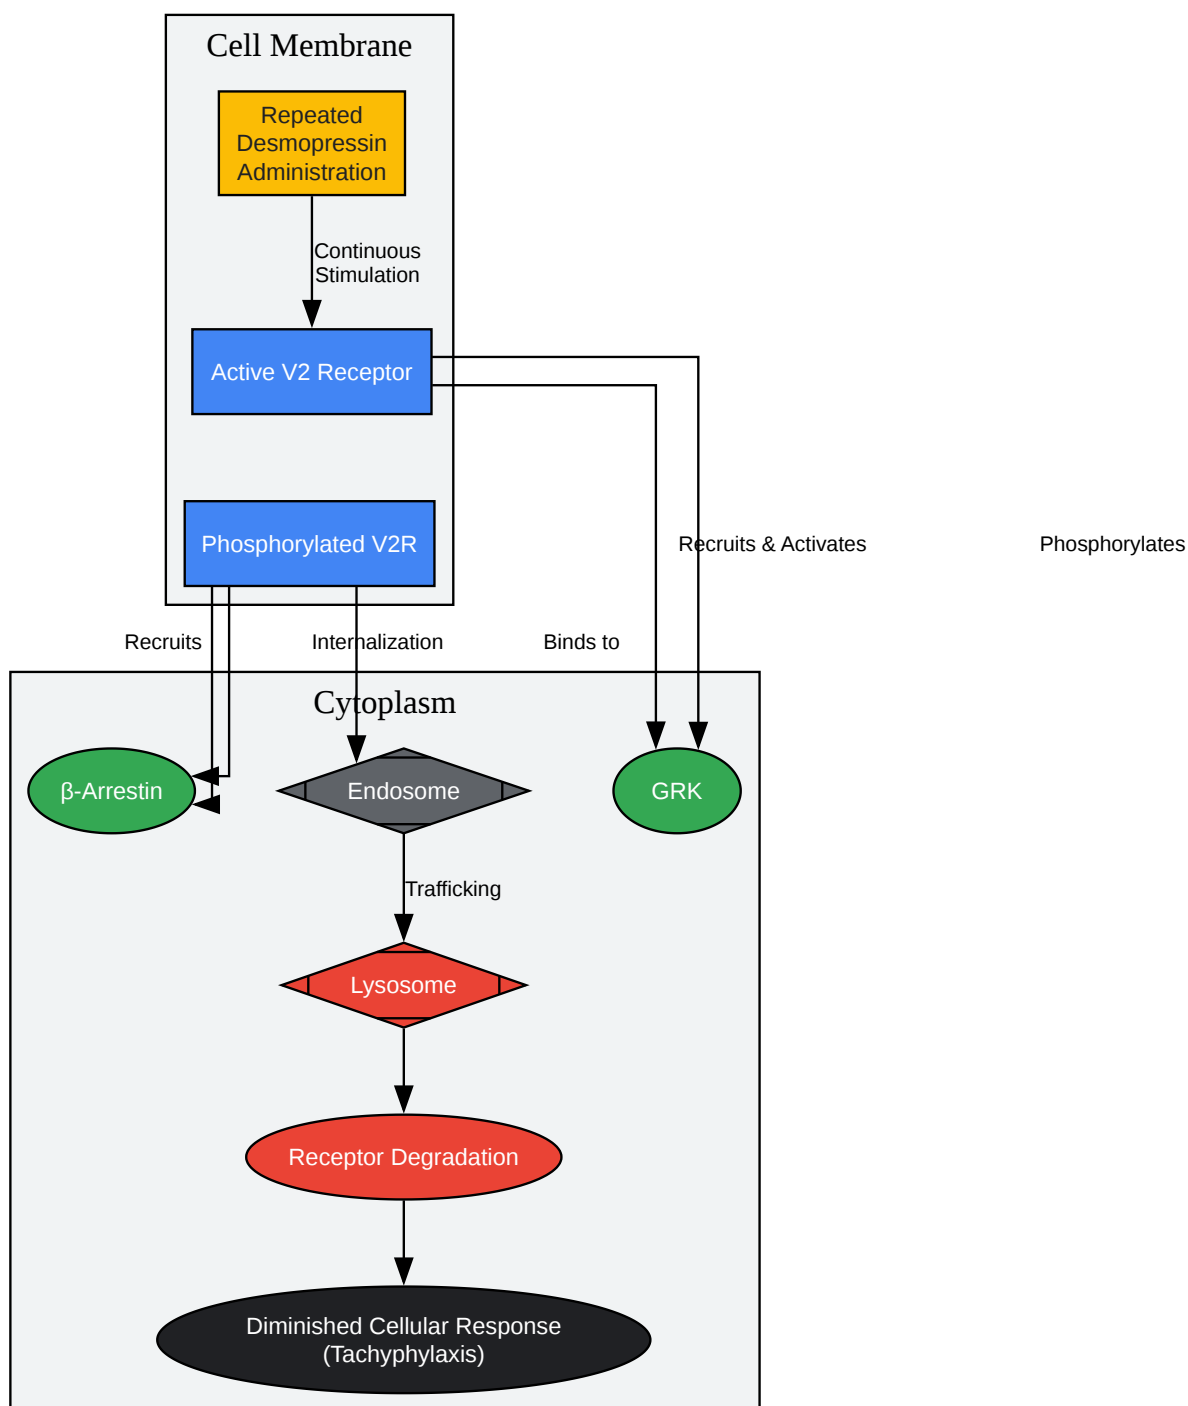 Cell Membrane
Repeated
Desmopressin
Administration
Continuous
Stimulation
Active V2 Receptor
Phosphorylated V2R
Recruits & Activates
Phosphorylates
Recruits
Internalization
Binds to
Cytoplasm
β-Arrestin
Endosome
GRK
Trafficking
Lysosome
Receptor Degradation
Diminished Cellular Response
(Tachyphylaxis)